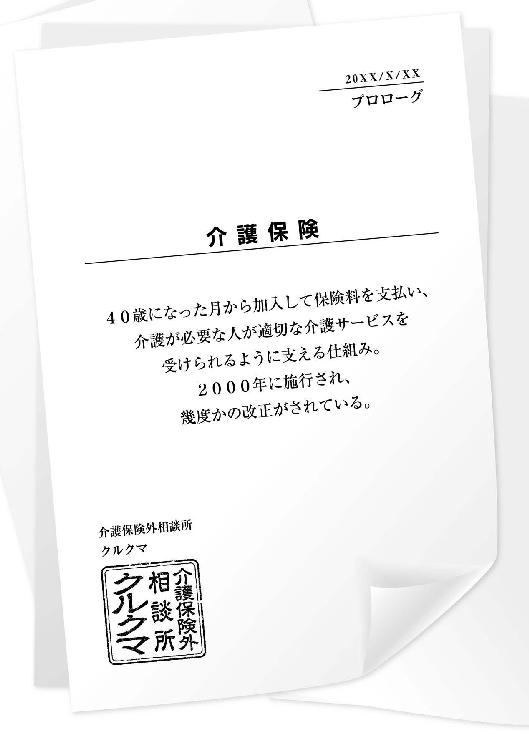 20XX/X/XX
プロローグ
介護保険
40歳になった月から加入して保険料を支払い、
介護が必要な人が適切な介護サービスを
受けられるように支える仕組み。
2000年に施行され、
幾度かの改正がされている。
介護保険外相談所
クルクマ
介護保険外
相談所
クルクマ